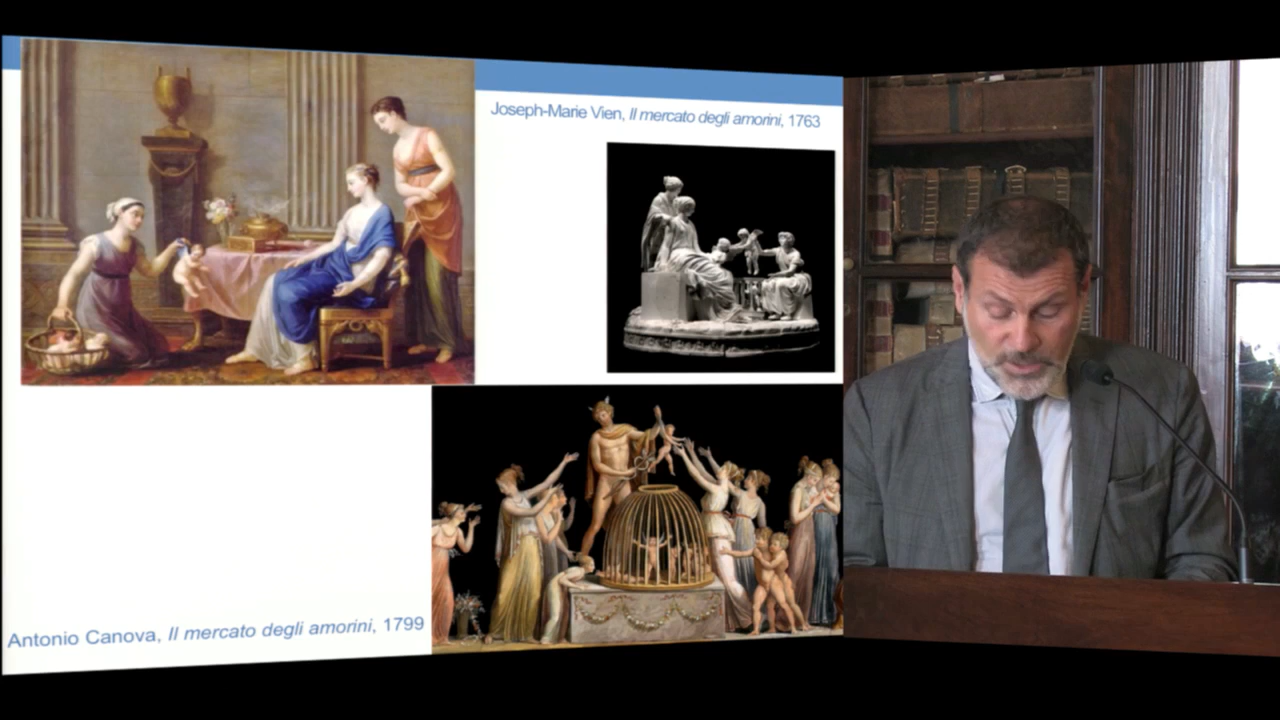 Joseph-Marie Vien, Il mercato degli amorini, 1763
Antonio Canova, Il mercato degli amorini, 1799